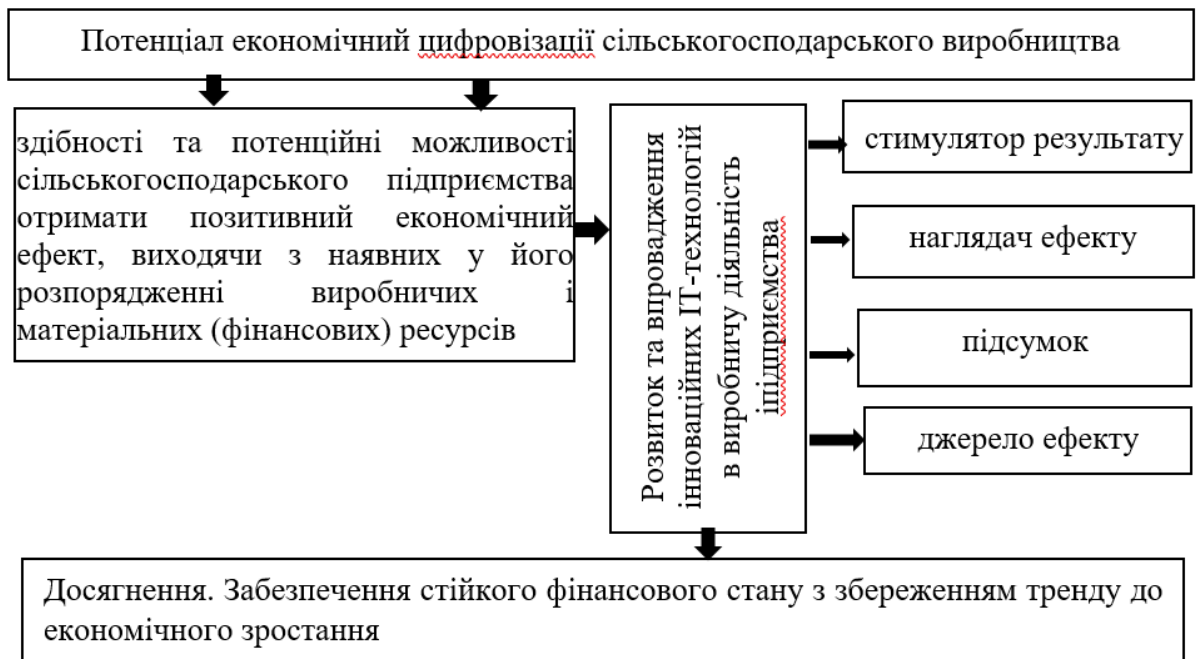 Потенціал економічний цифровізації сільськогосподарського виробництва
здібності та потенційні можливості
сільськогосподарського підприємства
отримати позитивний економічний
ефект, виходячи з наявних у його
розпорядженні виробничих і
матеріальних (фінансових) ресурсів
Розвиток та впровадження
інноваційних ІТ-технологій
в виробничу діяльність
іпідприємства
стимулятор результату
наглядач ефекту
підсумок
джерело ефекту
Досягнення. Забезпечення стійкого фінансового стану з збереженням тренду до
економічного зростання